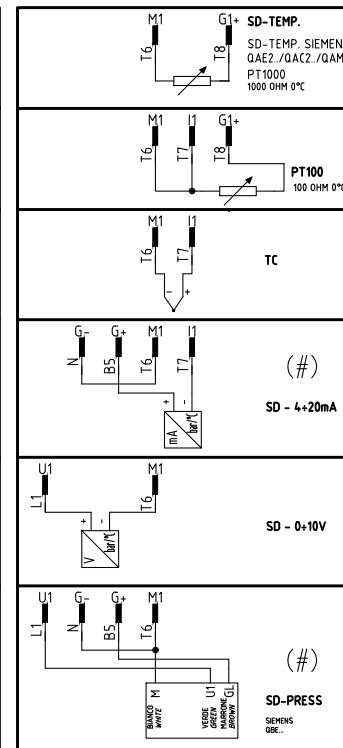 M1 G1+ SD-TEMP.
T6 T8
SD-TEMP. SIEMENS
QAE2../QAC2../QAM
PT1000
1000 OHM 0°C
M1 I1 G1+
T6 T7 T8
PT100
100 OHM 0°C
M1 I1
T6 T7
TC
- +
G- G+ M1 I1
N B5 T6 T7
(#)
+ -
mA bar/°C
SD - 4÷20mA
U1 M1
L1 T6
+ -
V bar/°C
SD - 0÷10V
U1 G- G+ M1
L1 N B5 T6
(#)
M U1 GL
BIANCO
WHITE
VERDE
GREEN
MARRONE
BROWN
SD-PRESS
SIEMENS
QBE...